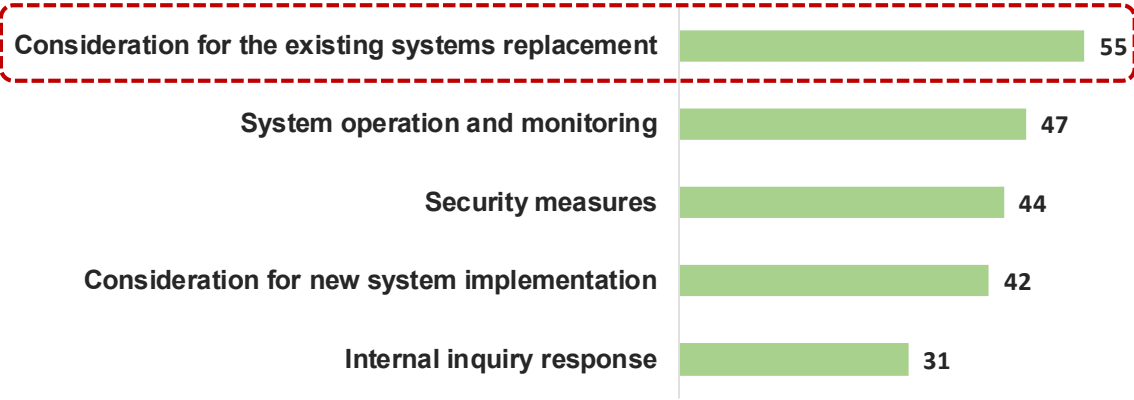 Consideration for the existing systems replacement 55
System operation and monitoring 47
Security measures 44
Consideration for new system implementation 42
Internal inquiry response 31